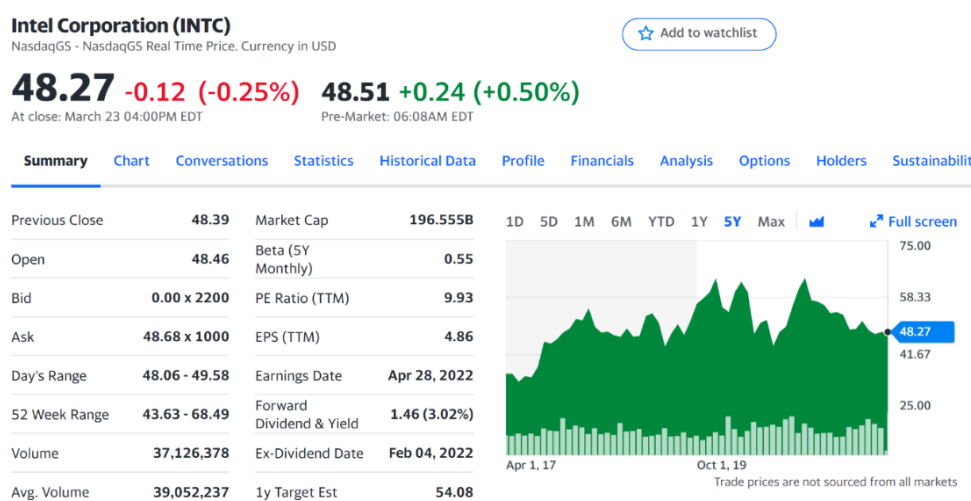 Intel Corporation (INTC)
NasdaqGS - NasdaqGS Real Time Price. Currency in USD
Add to watchlist
48.27 -0.12 (-0.25%) 48.51 +0.24 (+0.50%)
At close: March 23 04:00PM EDT Pre-Market: 06:08AM EDT
Summary Chart Conversations Statistics Historical Data Profile Financials Analysis Options Holders Sustainabilit
Previous Close 48.39
Open 48.46
Bid 0.00 x 2200
Ask 48.68 x 1000
Day's Range 48.06 - 49.58
52 Week Range 43.63 - 68.49
Volume 37,126,378
Avg. Volume 39,052,237
Market Cap 196.555B
Beta (5Y
Monthly) 0.55
PE Ratio (TTM) 9.93
EPS (TTM) 4.86
Earnings Date Apr 28, 2022
Forward
Dividend & Yield 1.46 (3.02%)
Ex-Dividend Date Feb 04, 2022
1y Target Est 54.08
1D 5D 1M 6M YTD 1Y 5Y Max Full screen
75.00
58.33
48.27
41.67
25.00
Apr 1, 17 Oct 1, 19
Trade prices are not sourced from all markets